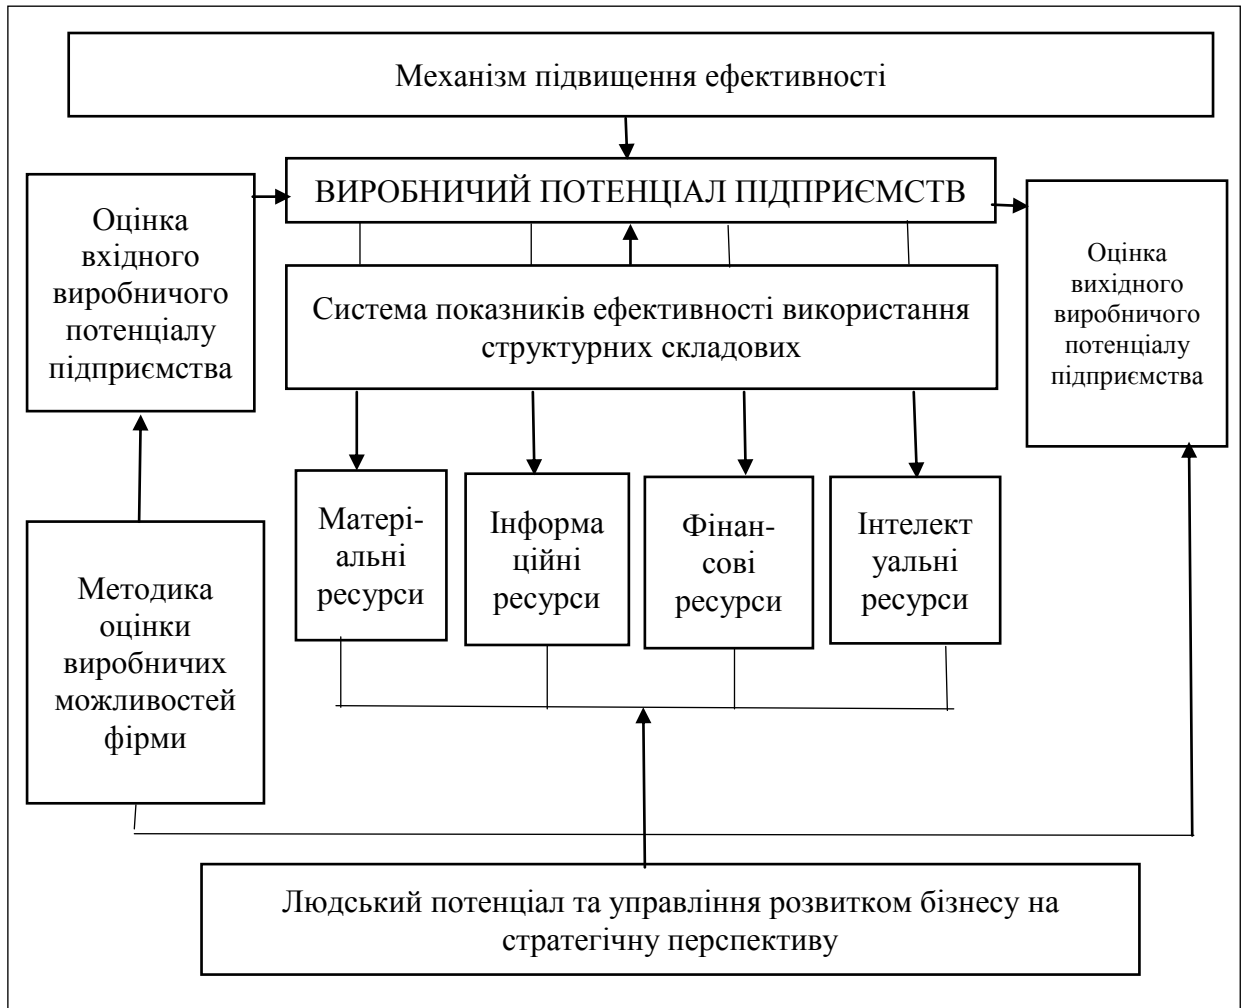 Механізм підвищення ефективності
ВИРОБНИЧИЙ ПОТЕНЦІАЛ ПІДПРИЄМСТВ
Оцінка
вхідного
виробничого
потенціалу
підприємства
Система показників ефективності використання
структурних складових
Оцінка
вихідного
виробничого
потенціалу
підприємства
Матері-
альні
ресурси
Інформа
ційні
ресурси
Фінан-
сові
ресурси
Інтелект
уальні
ресурси
Методика
оцінки
виробничих
можливостей
фірми
Людський потенціал та управління розвитком бізнесу на
стратегічну перспективу